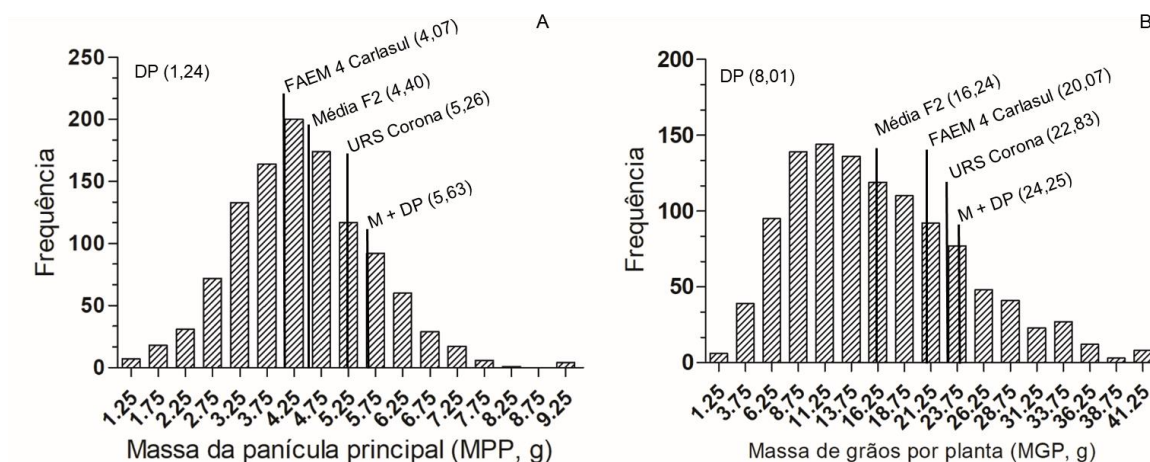 A
DP (1,24)
FAEM 4 Carlasul (4,07)
Média F2 (4,40)
URS Corona (5,26)
M + DP (5,63)
Frequência
250
200
150
100
50
0
1.25 1.75 2.25 2.75 3.25 3.75 4.25 4.75 5.25 5.75 6.25 6.75 7.25 7.75 8.25 8.75 9.25
Massa da panícula principal (MPP, g)
B
DP (8,01)
Média F2 (16,24)
FAEM 4 Carlasul (20,07)
URS Corona (22,83)
M + DP (24,25)
Frequência
200
150
100
50
0
1.25 3.75 6.25 8.75 11.25 13.75 16.25 18.75 21.25 23.75 26.25 28.75 31.25 33.75 36.25 38.75 41.25
Massa de grãos por planta (MGP, g)